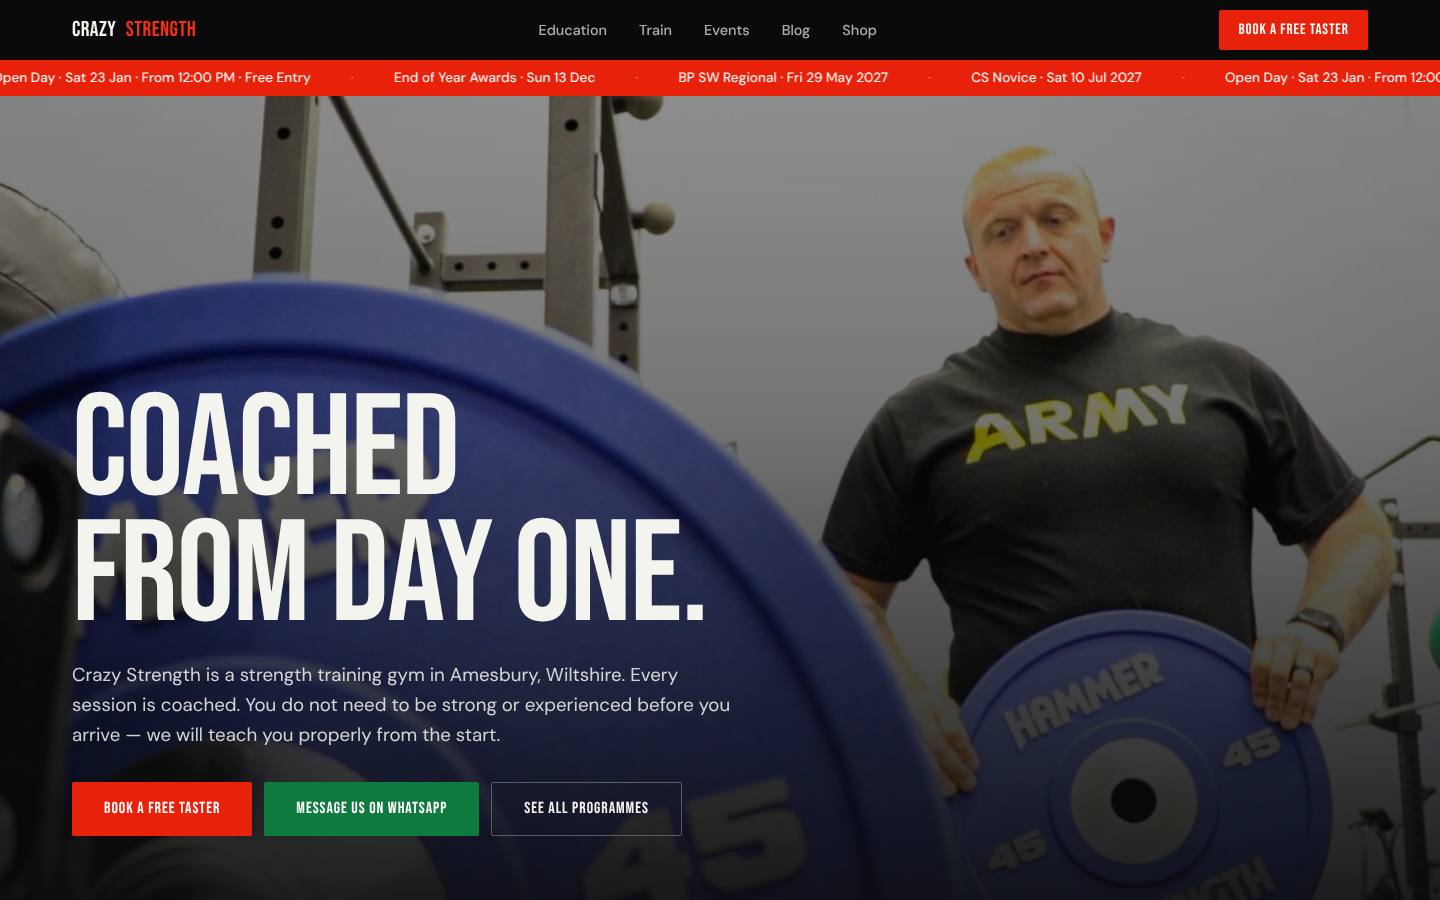 CRAZY STRENGTH
Education
Train
Events
Blog
Shop
BOOK A FREE TASTER
Open Day · Sat 23 Jan · From 12:00 PM · Free Entry · End of Year Awards · Sun 13 Dec · BP SW Regional · Fri 29 May 2027 · CS Novice · Sat 10 Jul 2027 · Open Day · Sat 23 Jan · From 12:00
ARMY
COACHED
FROM DAY ONE.
Crazy Strength is a strength training gym in Amesbury, Wiltshire. Every
session is coached. You do not need to be strong or experienced before you
arrive — we will teach you properly from the start.
HAMMER
45
45
45
BOOK A FREE TASTER
MESSAGE US ON WHATSAPP
SEE ALL PROGRAMMES